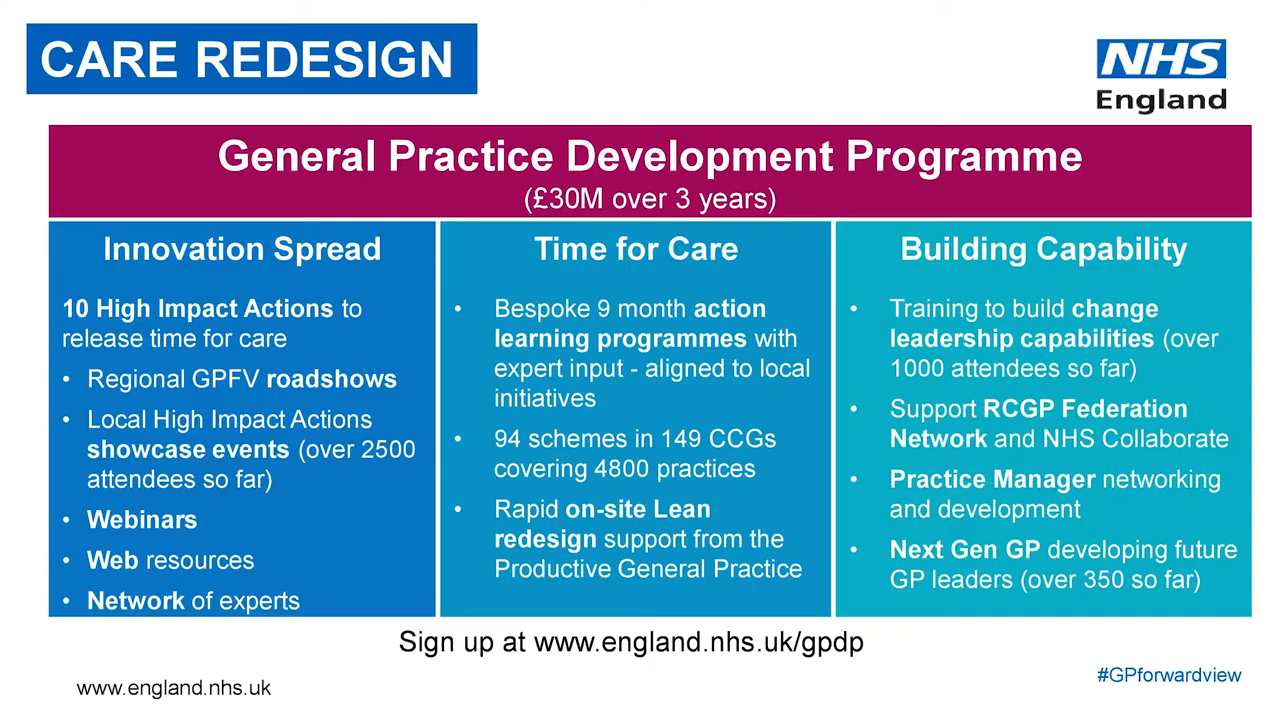 CARE REDESIGN
NHS
England
General Practice Development Programme
(£30M over 3 years)
Innovation Spread
10 High Impact Actions to
release time for care
• Regional GPFV roadshows
• Local High Impact Actions
showcase events (over 2500
attendees so far)
• Webinars
• Web resources
• Network of experts
Time for Care
• Bespoke 9 month action
learning programmes with
expert input - aligned to local
initiatives
• 94 schemes in 149 CCGs
covering 4800 practices
• Rapid on-site Lean
redesign support from the
Productive General Practice
Building Capability
• Training to build change
leadership capabilities (over
1000 attendees so far)
• Support RCGP Federation
Network and NHS Collaborate
• Practice Manager networking
and development
• Next Gen GP developing future
GP leaders (over 350 so far)
Sign up at www.england.nhs.uk/gpdp
www.england.nhs.uk
#GPforwardview